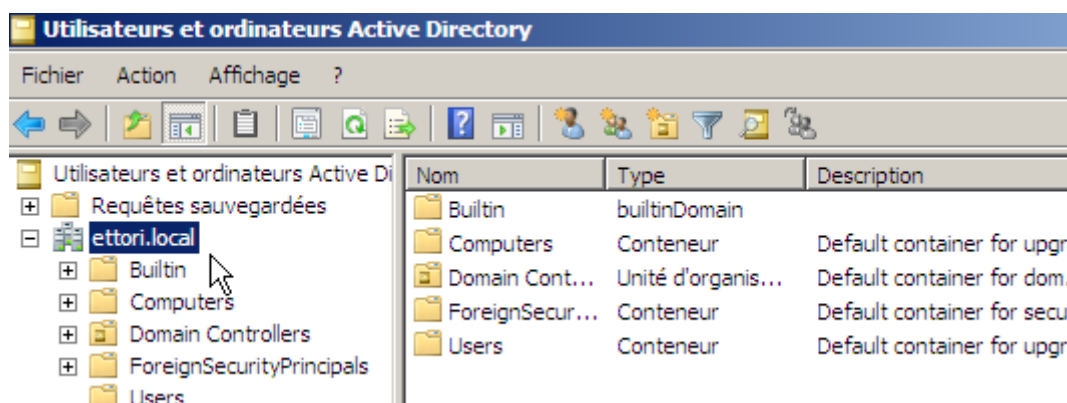 Utilisateurs et ordinateurs Active Directory
Fichier Action Affichage ?
Utilisateurs et ordinateurs Active Di
Requêtes sauvegardées
ettori.local
Builtin
Computers
Domain Controllers
ForeignSecurityPrincipals
Users
Nom Type Description
Builtin builtinDomain
Computers Conteneur Default container for upgr
Domain Cont... Unité d'organis... Default container for dom.
ForeignSecur... Conteneur Default container for secu
Users Conteneur Default container for upgr